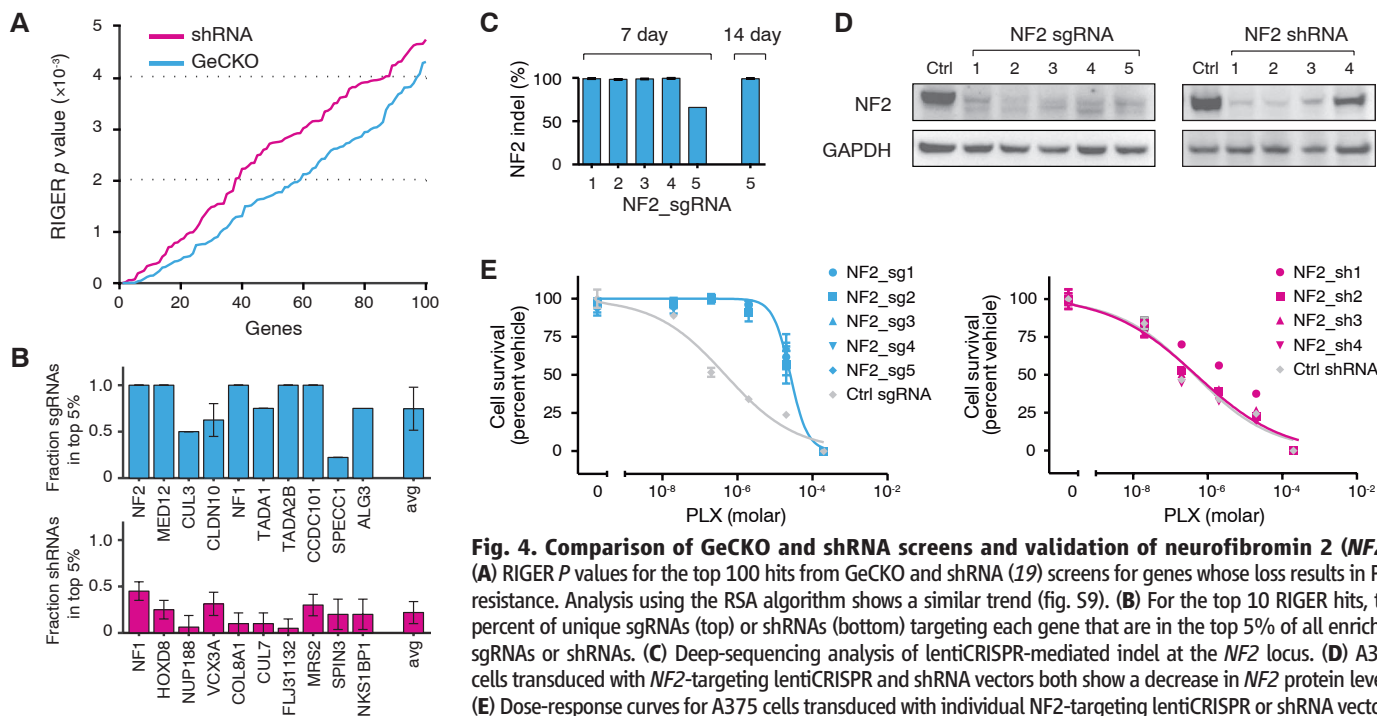 A
shRNA
GeCKO
RIGER p value (×10-3)
5
4
3
2
1
0
0 20 40 60 80 100
Genes
B
Fraction sgRNAs
in top 5%
1.0
0.5
0
NF2 MED12 CUL3 CLDN10 NF1 TADA1 TADA2B CCDC101 SPECC1 ALG3 avg
Fraction shRNAs
in top 5%
1.0
0.5
0
NF1 HOXD8 NUP188 VCX3A COL8A1 CUL7 FLJ31132 MRS2 SPIN3 NKS1BP1 avg
C
7 day 14 day
NF2 indel (%)
100
50
0
1 2 3 4 5 5
NF2_sgRNA
D
NF2 sgRNA NF2 shRNA
Ctrl 1 2 3 4 5 Ctrl 1 2 3 4
NF2
GAPDH
E
Cell survival
(percent vehicle)
100
75
50
25
0
0 10-8 10-6 10-4 10-2
PLX (molar)
NF2_sg1
NF2_sg2
NF2_sg3
NF2_sg4
NF2_sg5
Ctrl sgRNA
Cell survival
(percent vehicle)
100
75
50
25
0
0 10-8 10-6 10-4 10-2
PLX (molar)
NF2_sh1
NF2_sh2
NF2_sh3
NF2_sh4
Ctrl shRNA
Fig. 4. Comparison of GeCKO and shRNA screens and validation of neurofibromin 2 (NF2
(A) RIGER P values for the top 100 hits from GeCKO and shRNA (19) screens for genes whose loss results in P
resistance. Analysis using the RSA algorithm shows a similar trend (fig. S9). (B) For the top 10 RIGER hits, t
percent of unique sgRNAs (top) or shRNAs (bottom) targeting each gene that are in the top 5% of all enrich
sgRNAs or shRNAs. (C) Deep-sequencing analysis of lentiCRISPR-mediated indel at the NF2 locus. (D) A3
cells transduced with NF2-targeting lentiCRISPR and shRNA vectors both show a decrease in NF2 protein leve
(E) Dose-response curves for A375 cells transduced with individual NF2-targeting lentiCRISPR or shRNA vecto